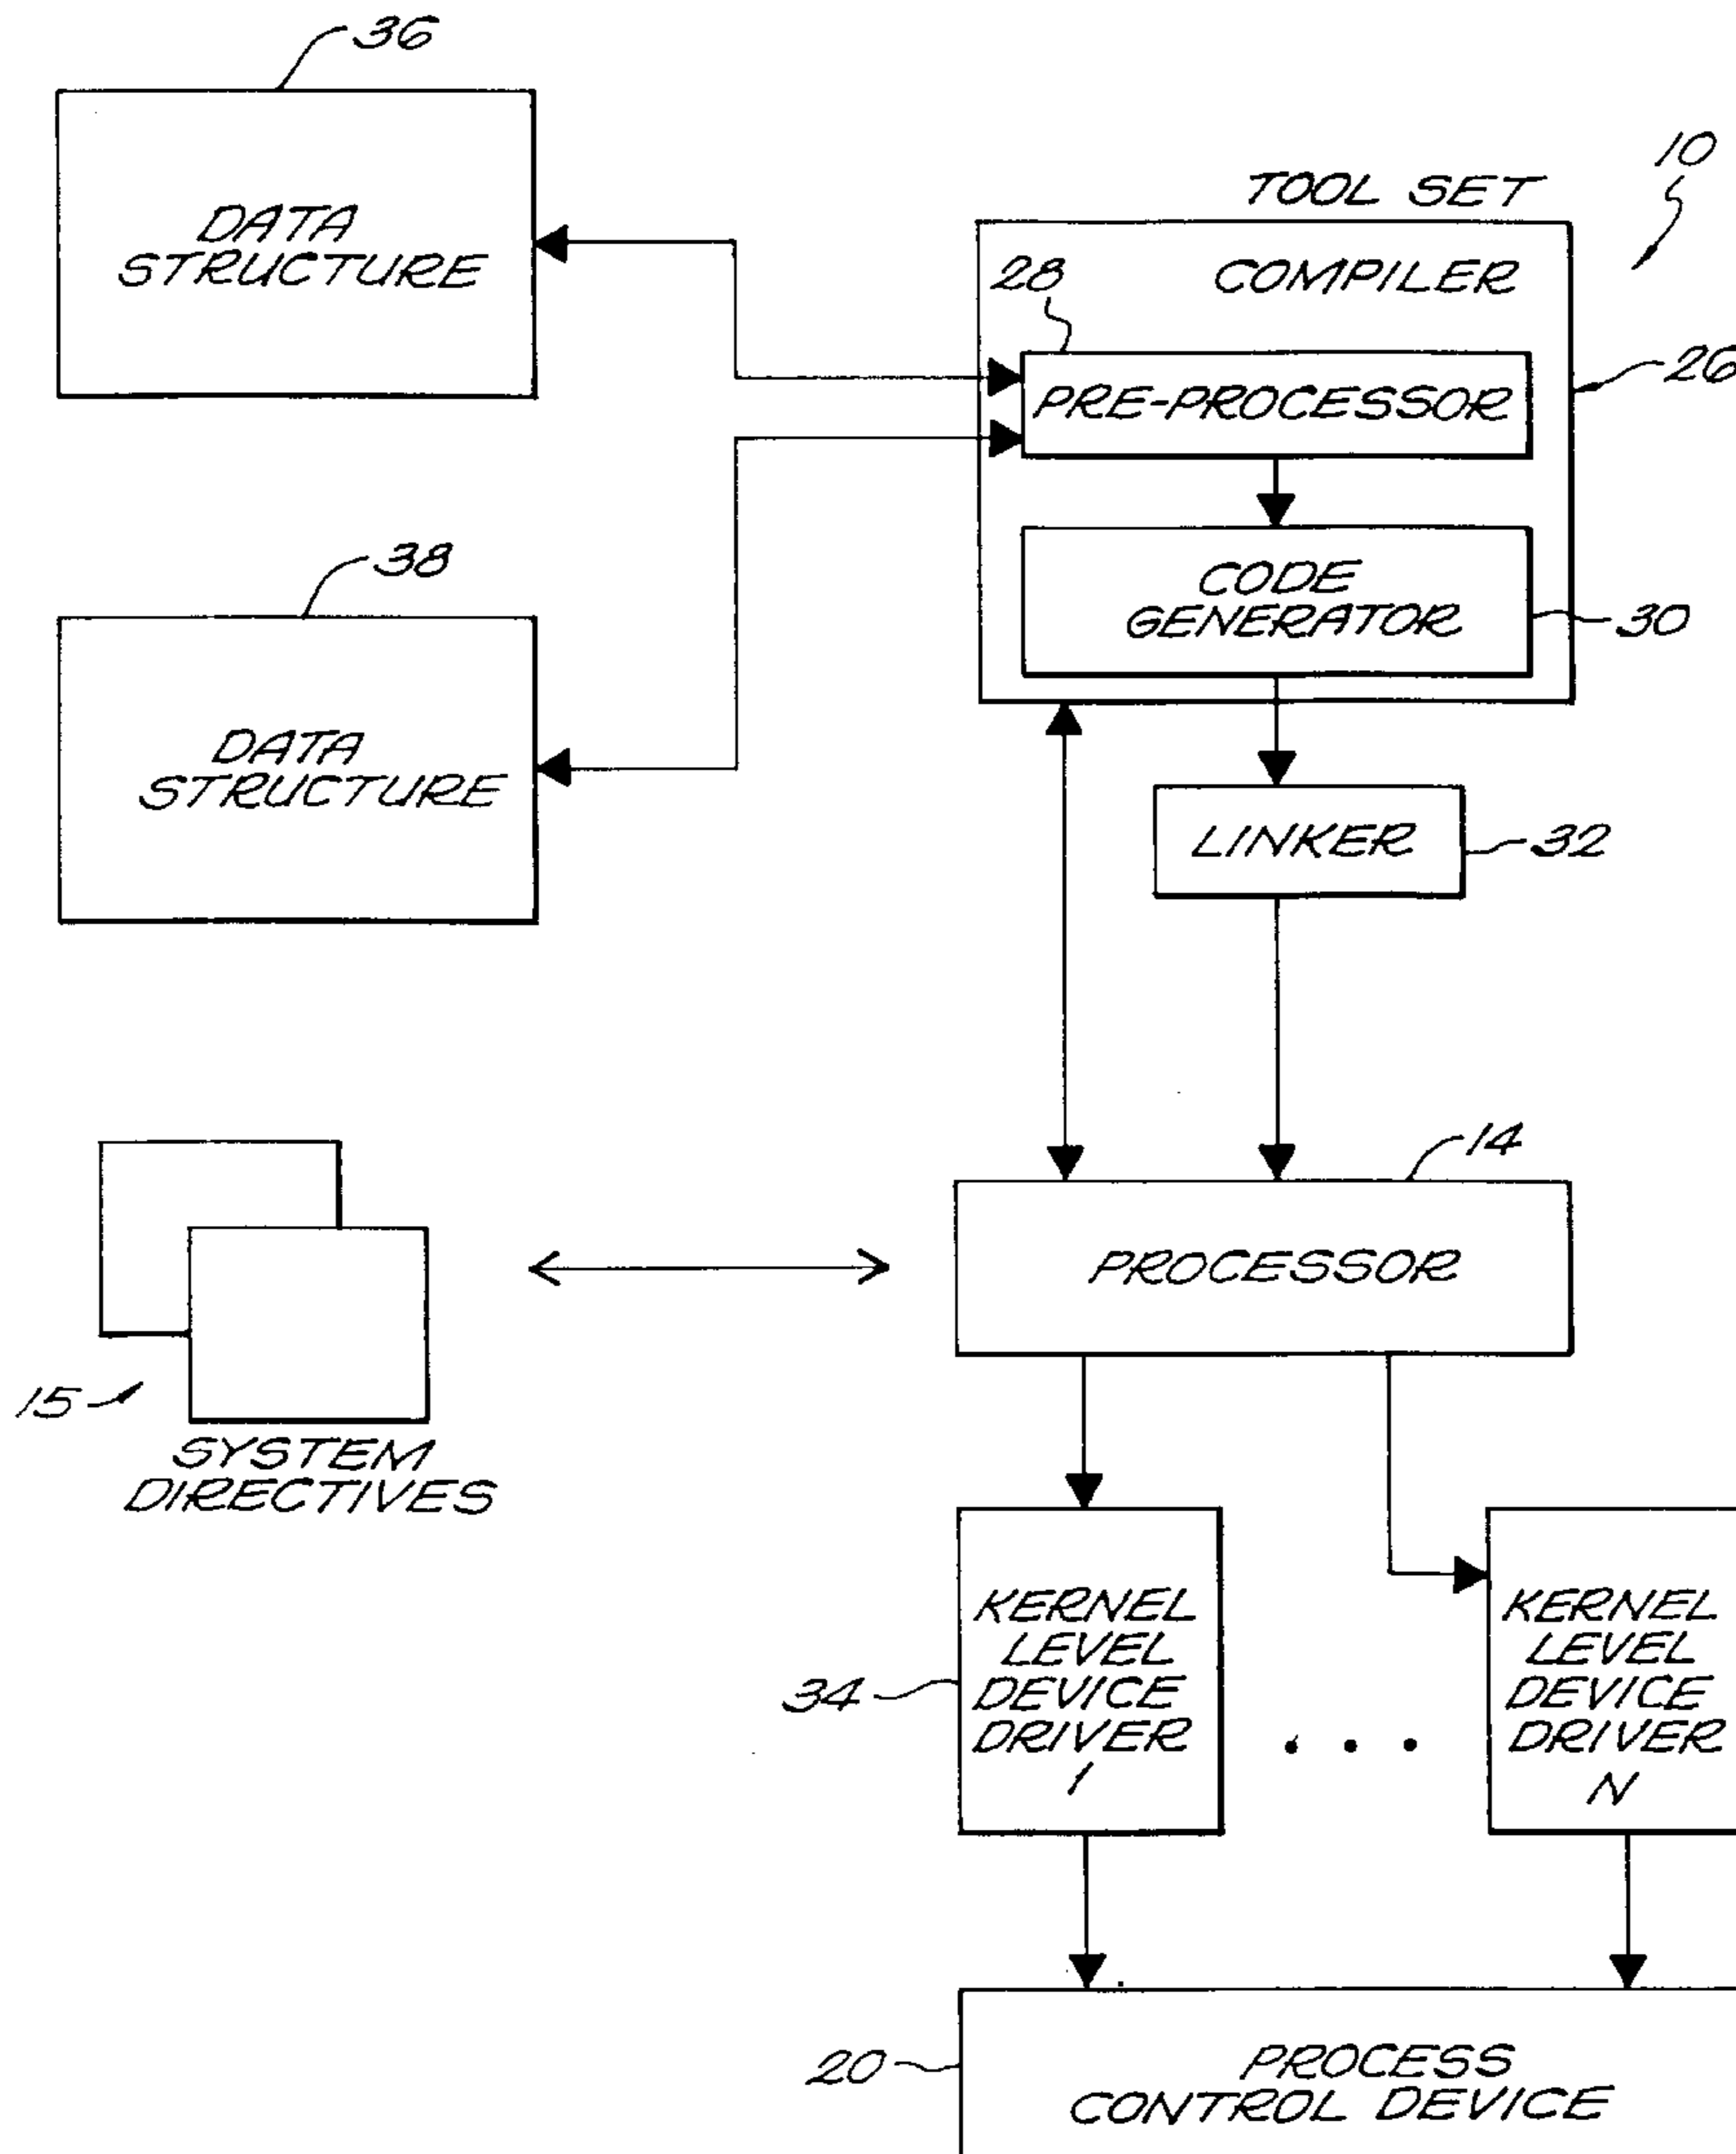 36
DATA
STRUCTURE
10
TOOL SET
COMPILER
28
PRE-PROCESSOR
26
CODE
GENERATOR
30
38
DATA
STRUCTURE
LINKER
32
14
PROCESSOR
15
SYSTEM
DIRECTIVES
34
KERNEL
LEVEL
DEVICE
DRIVER
1
. . .
KERNEL
LEVEL
DEVICE
DRIVER
N
20
PROCESS
CONTROL DEVICE